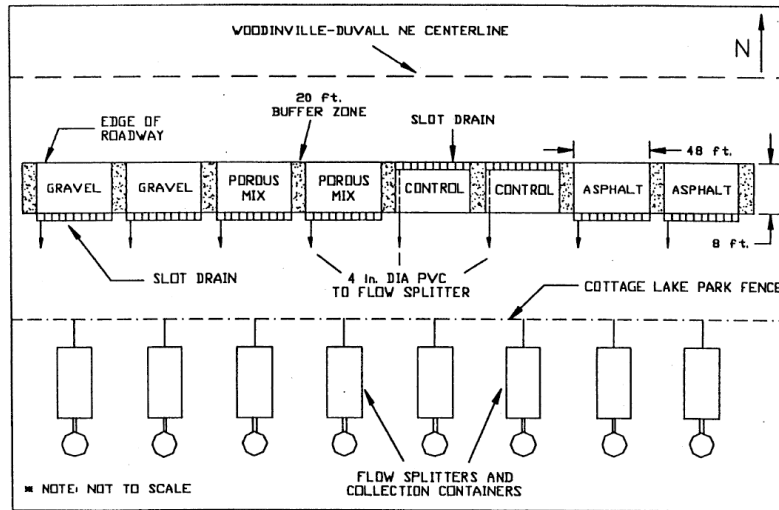 WOODINVILLE-DUVALL NE CENTERLINE
N
20 ft.
BUFFER ZONE
EDGE OF
ROADWAY
SLOT DRAIN
48 ft.
GRAVEL
GRAVEL
POROUS
MIX
POROUS
MIX
CONTROL
CONTROL
ASPHALT
ASPHALT
8 ft.
SLOT DRAIN
4 in. DIA PVC
TO FLOW SPLITTER
COTTAGE LAKE PARK FENCE
FLOW SPLITTERS AND
COLLECTION CONTAINERS
* NOTE: NOT TO SCALE